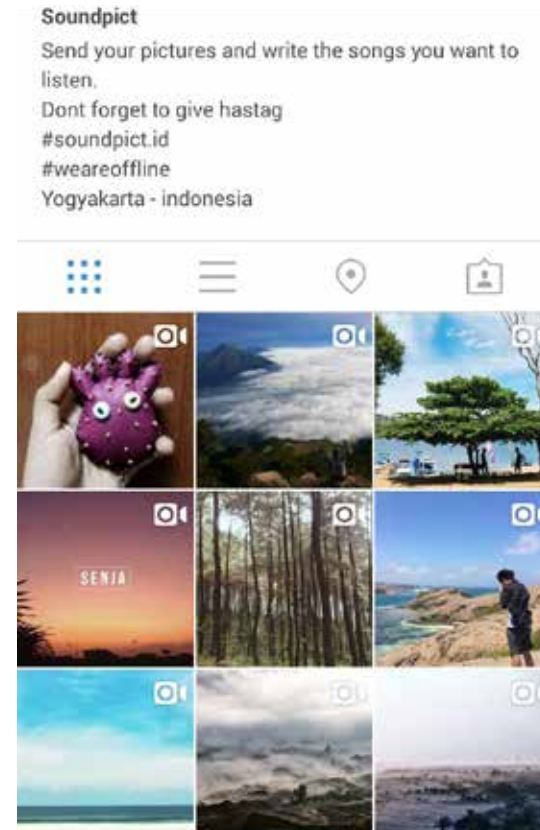 Soundpict
Send your pictures and write the songs you want to
listen.
Dont forget to give hastag
#soundpict.id
#weareoffline
Yogyakarta - indonesia
SENJA